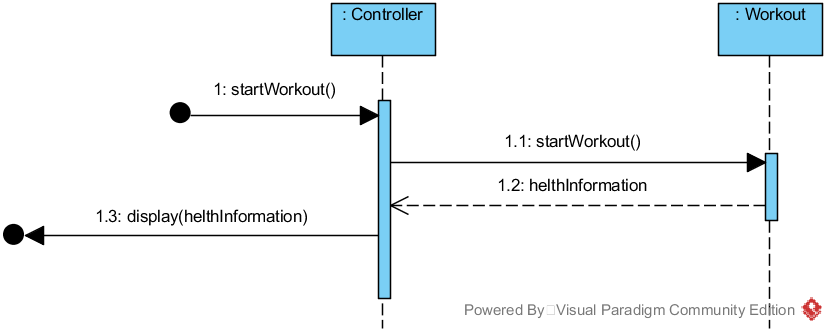 : Controller
: Workout
1: startWorkout()
1.1: startWorkout()
1.2: helthInformation
1.3: display(helthInformation)
Powered By Visual Paradigm Community Edition